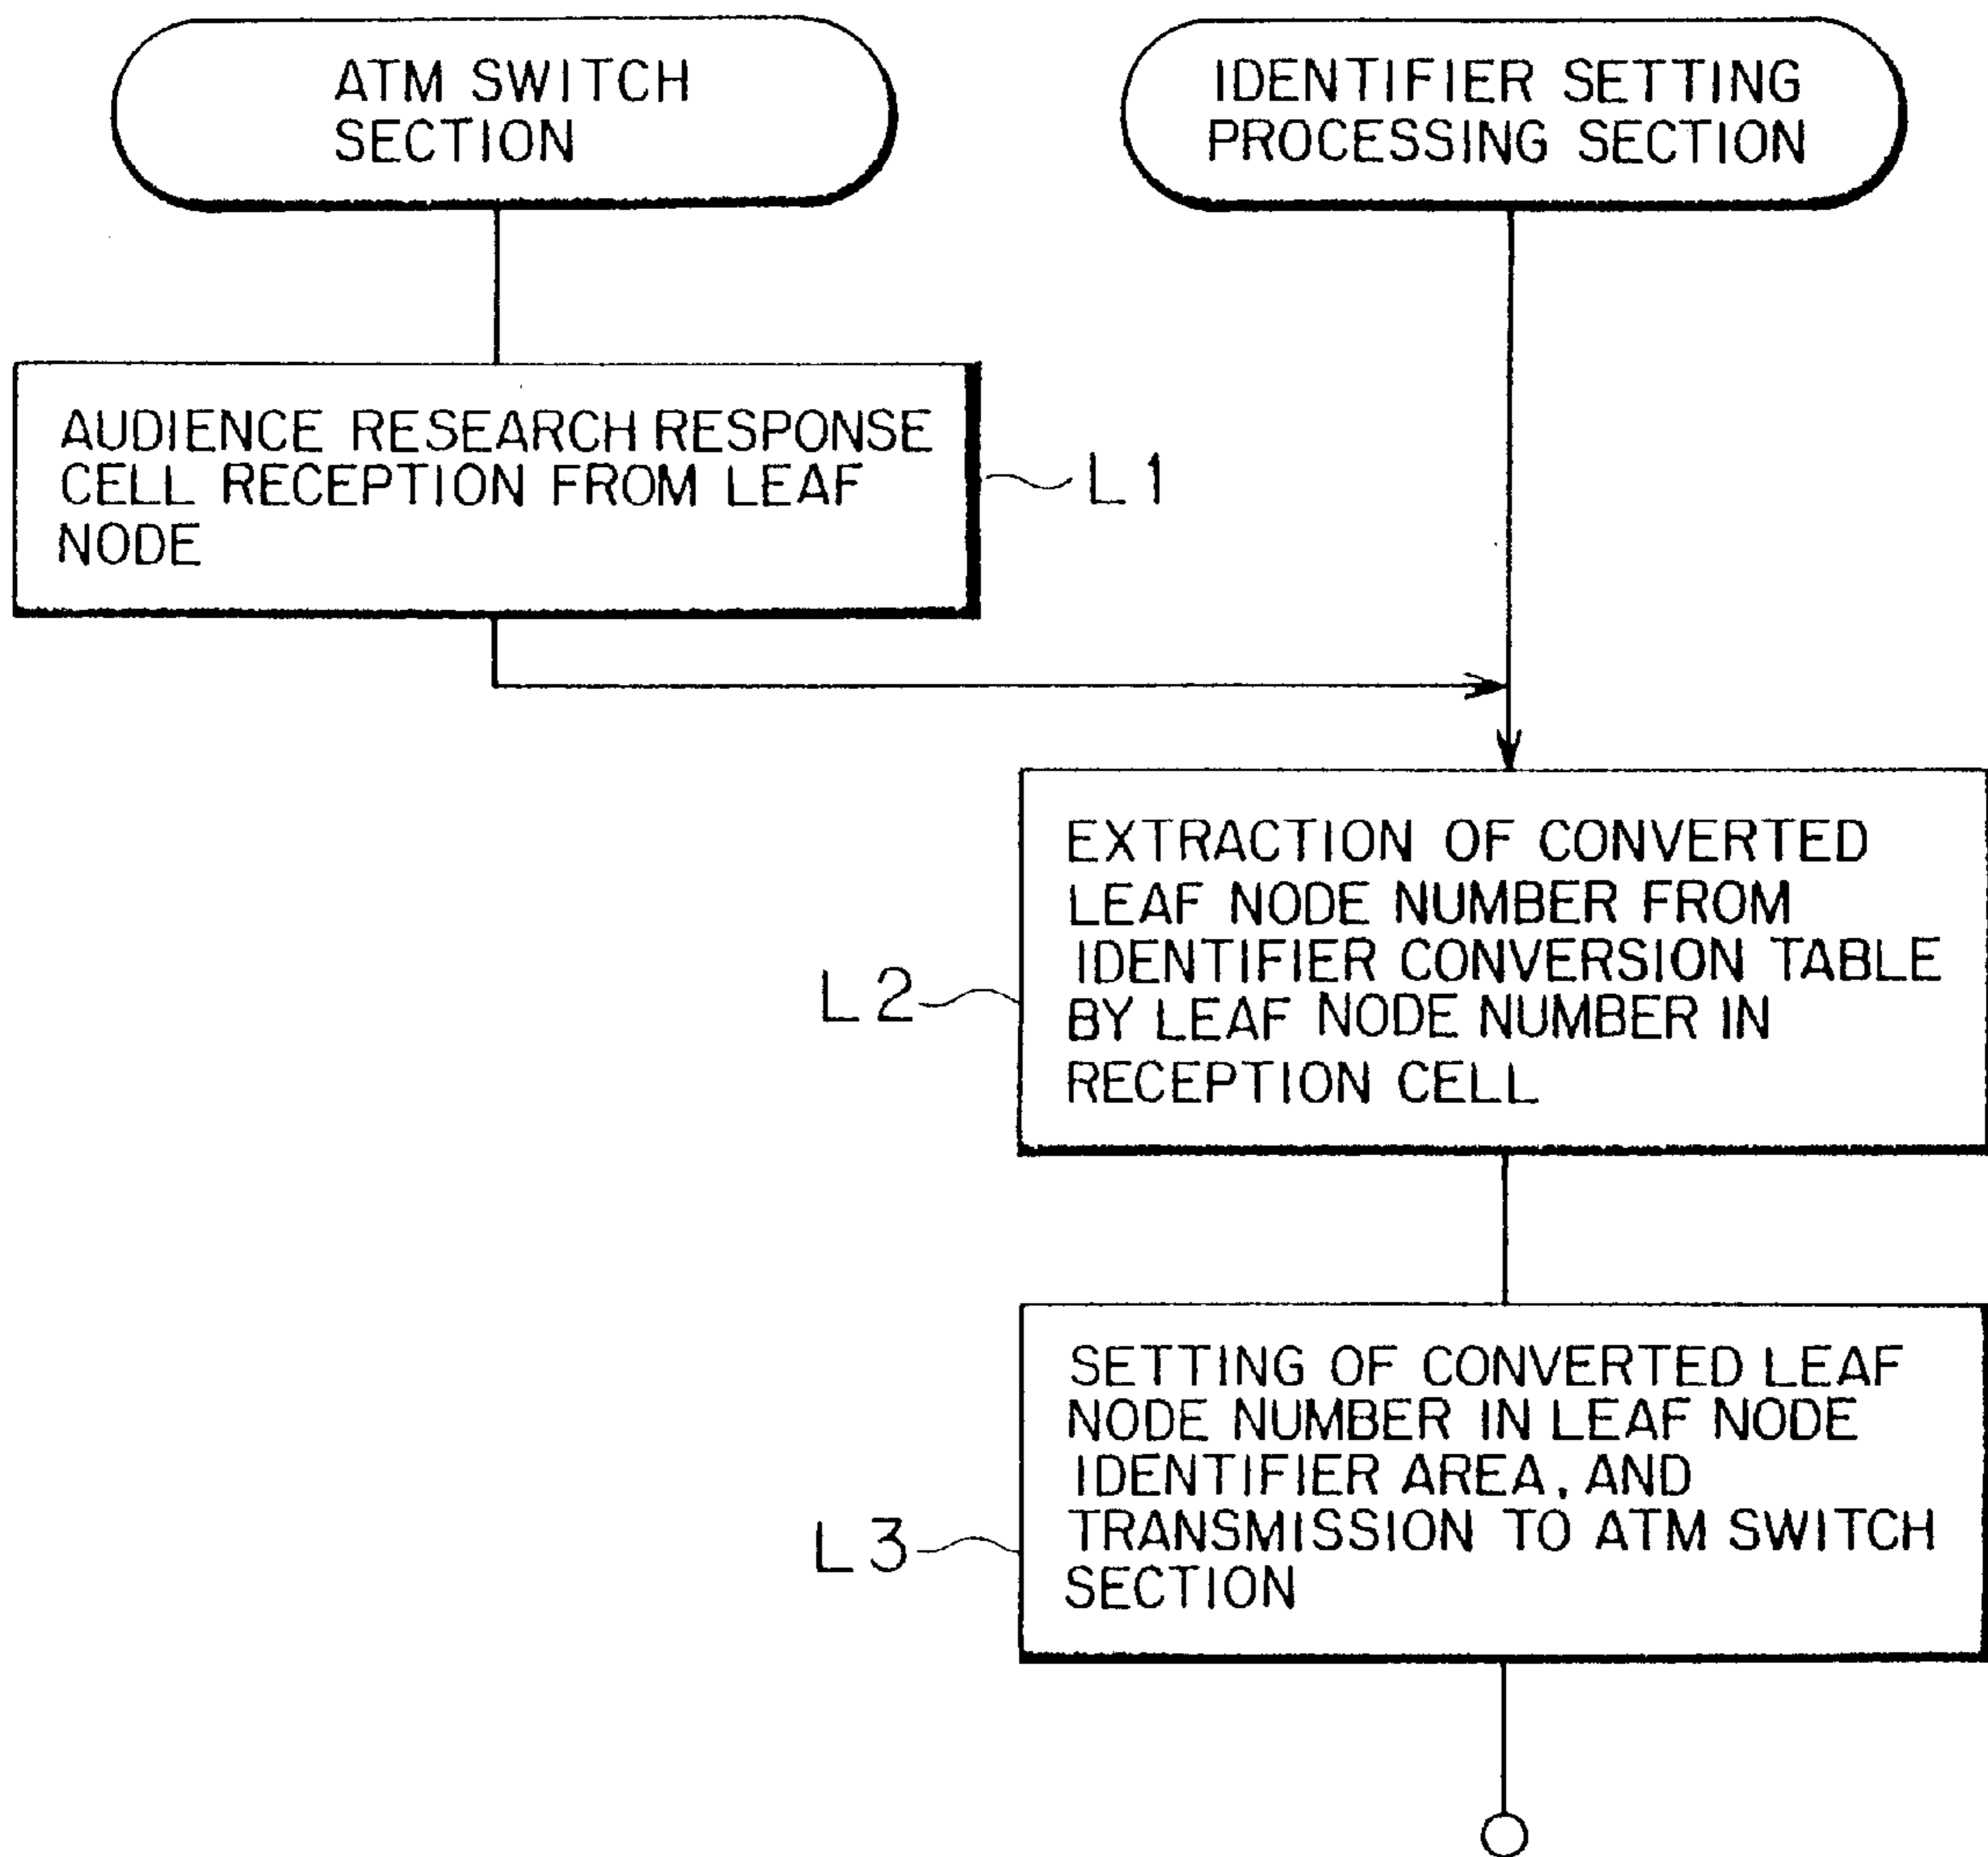 ATM SWITCH
SECTION
IDENTIFIER SETTING
PROCESSING SECTION
AUDIENCE RESEARCH RESPONSE
CELL RECEPTION FROM LEAF
NODE
L1
EXTRACTION OF CONVERTED
LEAF NODE NUMBER FROM
IDENTIFIER CONVERSION TABLE
BY LEAF NODE NUMBER IN
RECEPTION CELL
L2
SETTING OF CONVERTED LEAF
NODE NUMBER IN LEAF NODE
IDENTIFIER AREA, AND
TRANSMISSION TO ATM SWITCH
SECTION
L3